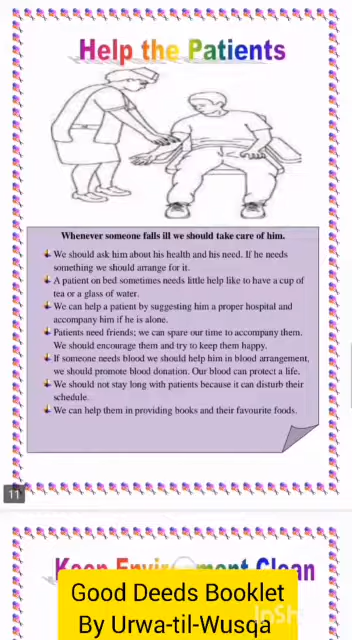 Help the Patients
Whenever someone falls ill we should take care of him.
We should ask him about his health and his need. If he needs
something we should arrange for it.
A patient on bed sometimes needs little help like to have a cup of
tea or a glass of water.
We can help a patient by suggesting him a proper hospital and
accompany him if he is alone.
Patients need friends; we can spare our time to accompany them.
We should encourage them and try to keep them happy.
If someone needs blood we should help him in blood arrangement,
we should promote blood donation. Our blood can protect a life.
We should not stay long with patients because it can disturb their
schedule.
We can help them in providing books and their favourite foods.
11
Keep Clean
Good Deeds Booklet
By Urwa-til-Wusqa